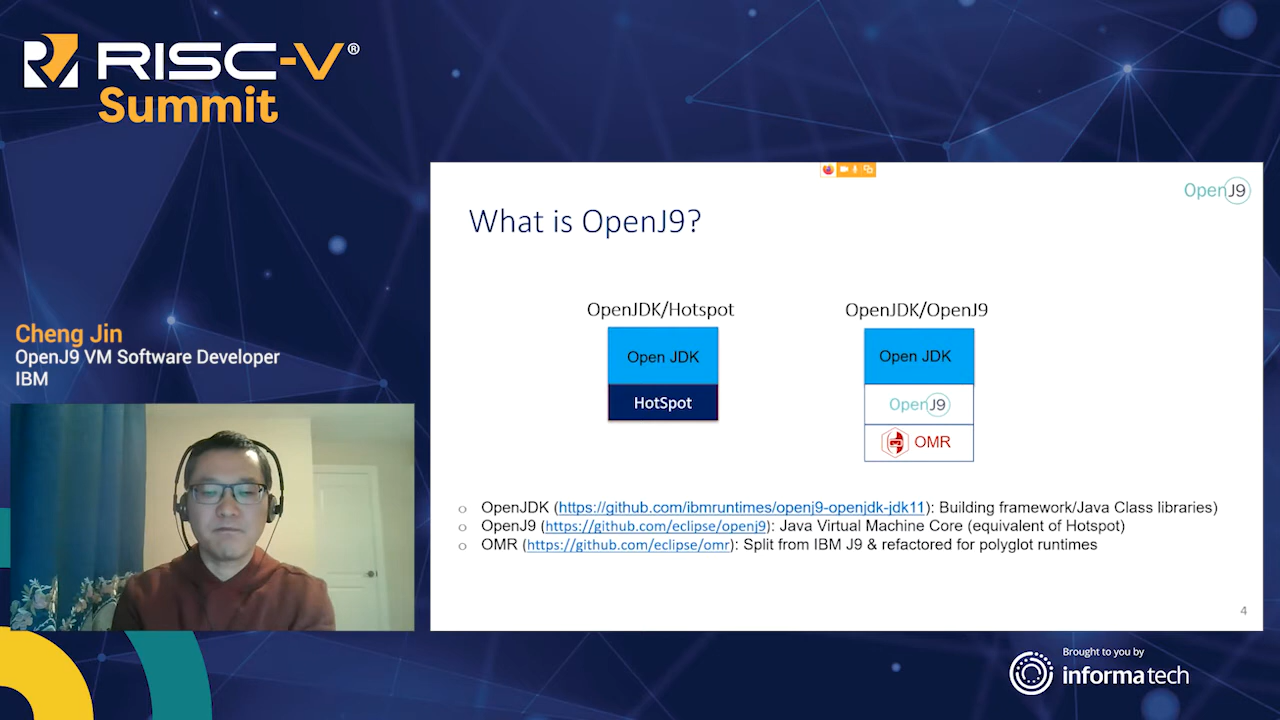 RISC-V®
Summit
Cheng Jin
OpenJ9 VM Software Developer
IBM
OpenJ9
What is OpenJ9?
OpenJDK/Hotspot
OpenJDK/OpenJ9
Open JDK
HotSpot
Open JDK
OpenJ9
OMR
OpenJDK (https://github.com/ibmruntimes/openj9-openjdk-jdk11): Building framework/Java Class libraries)
OpenJ9 (https://github.com/eclipse/openj9): Java Virtual Machine Core (equivalent of Hotspot)
OMR (https://github.com/eclipse/omr): Split from IBM J9 & refactored for polyglot runtimes
4
Brought to you by
informa tech